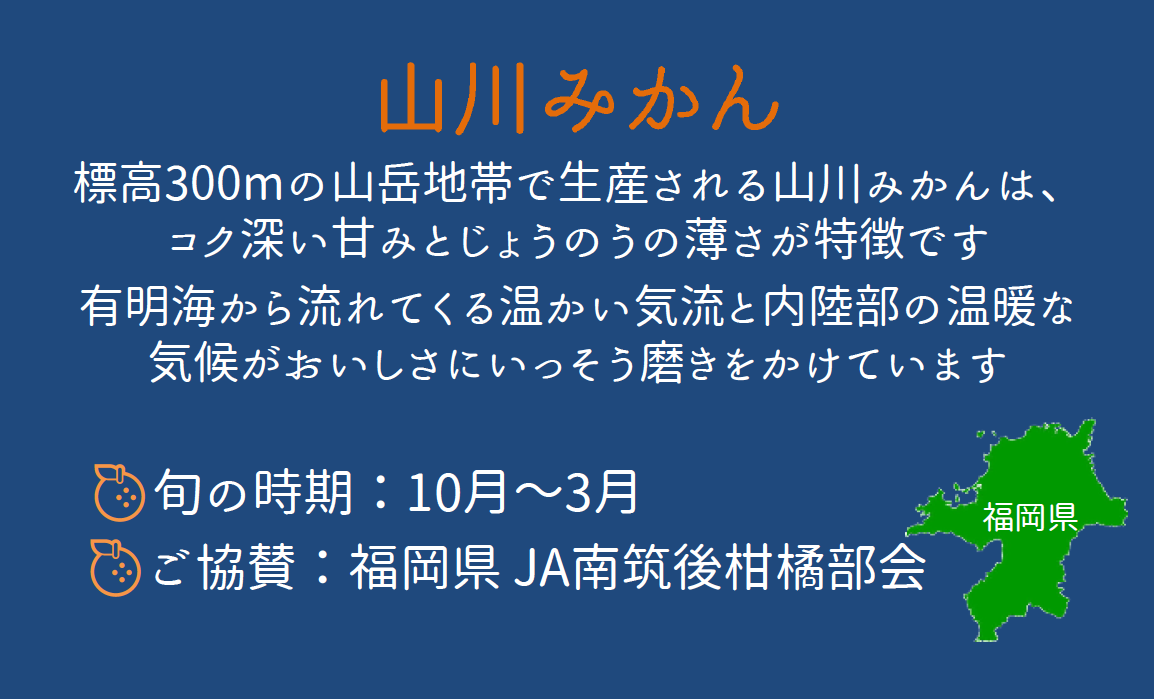 山川みかん
標高300mの山岳地帯で生産される山川みかんは、
コク深い甘みとじょうのうの薄さが特徴です
有明海から流れてくる温かい気流と内陸部の温暖な
気候がおいしさにいっそう磨きをかけています
旬の時期：10月～3月
ご協賛：福岡県 JA南筑後柑橘部会
福岡県